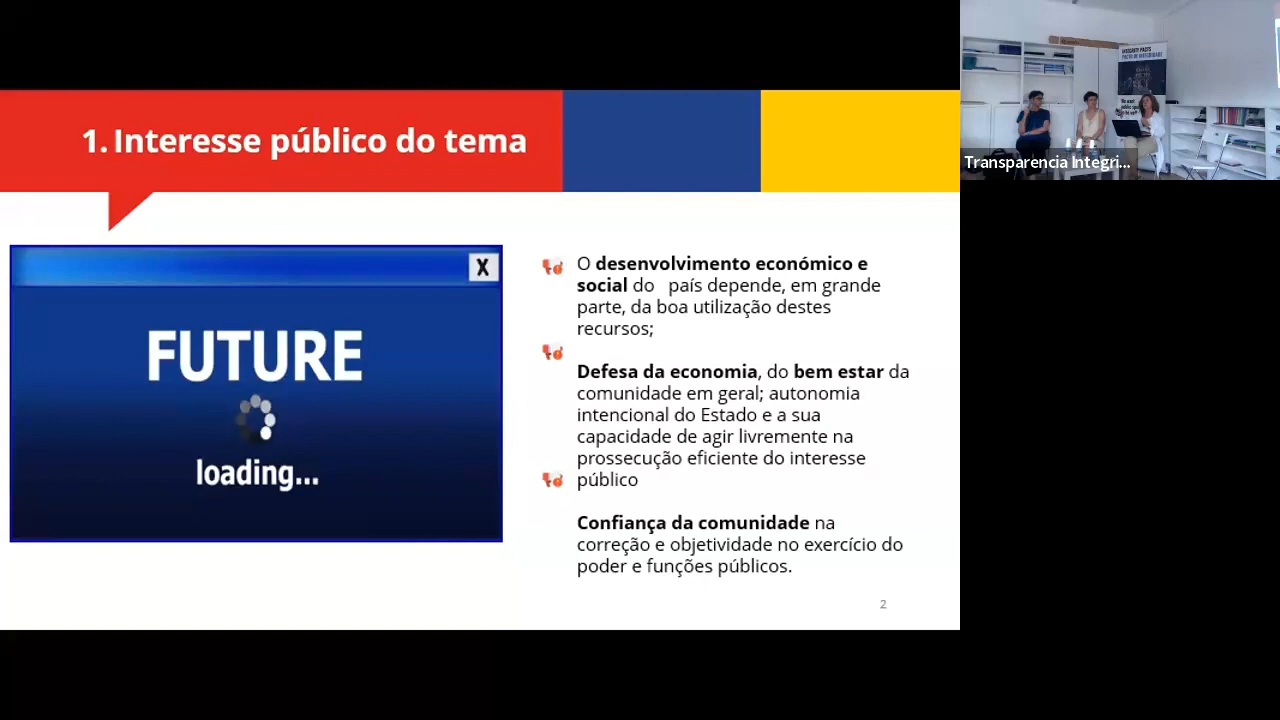 1. Interesse público do tema
X
FUTURE
loading...
O desenvolvimento económico e
social do país depende, em grande
parte, da boa utilização destes
recursos;
Defesa da economia, do bem estar da
comunidade em geral; autonomia
intencional do Estado e a sua
capacidade de agir livremente na
prossecução eficiente do interesse
público
Confiança da comunidade na
correção e objetividade no exercício do
poder e funções públicos.
2
INTEGRITY PACTS
Transparencia Integri...